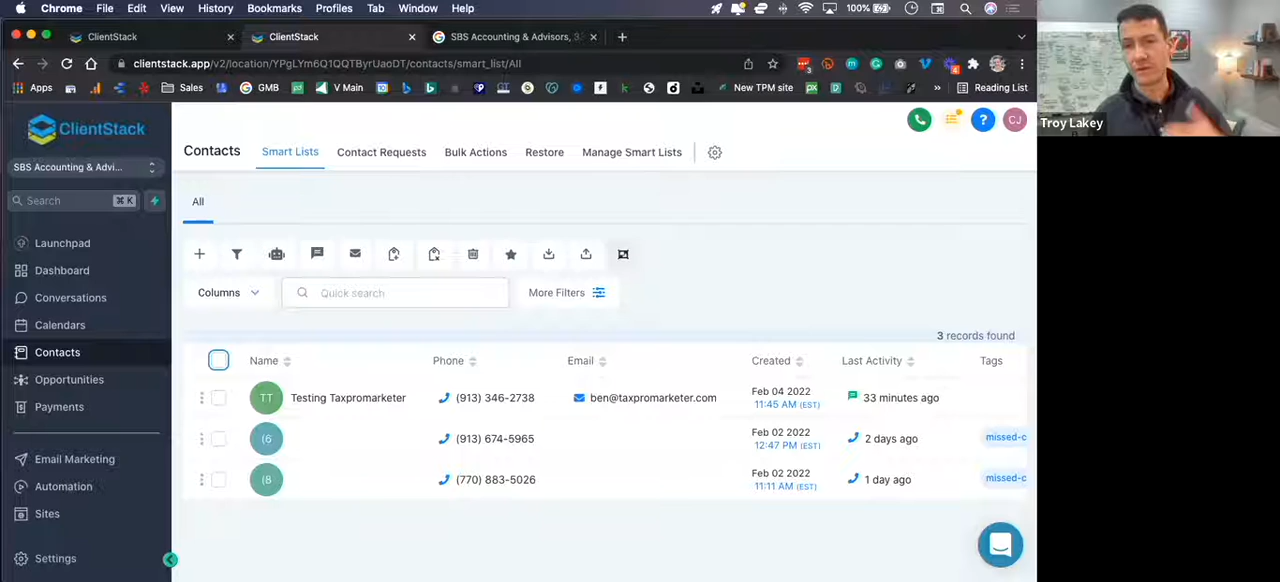 Chrome File Edit View History Bookmarks Profiles Tab Window Help 100%
ClientStack × ClientStack × SBS Accounting & Advisors, 3. × +
clientstack.app/v2/location/YPgLYm6Q1QQTByrUaoDT/contacts/smart_list/All
Apps Sales GMB V Main New TPM site » Reading List
Troy Lakey
ClientStack
SBS Accounting & Advi...
Search ⌘ K
Launchpad
Dashboard
Conversations
Calendars
Contacts
Opportunities
Payments
Email Marketing
Automation
Sites
Settings
CJ
Contacts Smart Lists Contact Requests Bulk Actions Restore Manage Smart Lists
All
Columns Quick search More Filters
3 records found
Name Phone Email Created Last Activity Tags
TT Testing Taxpromarketer (913) 346-2738 ben@taxpromarketer.com Feb 04 2022 33 minutes ago
11:45 AM (EST)
(6 (913) 674-5965 Feb 02 2022 2 days ago missed-c
12:47 PM (EST)
(8 (770) 883-5026 Feb 02 2022 1 day ago missed-c
11:11 AM (EST)